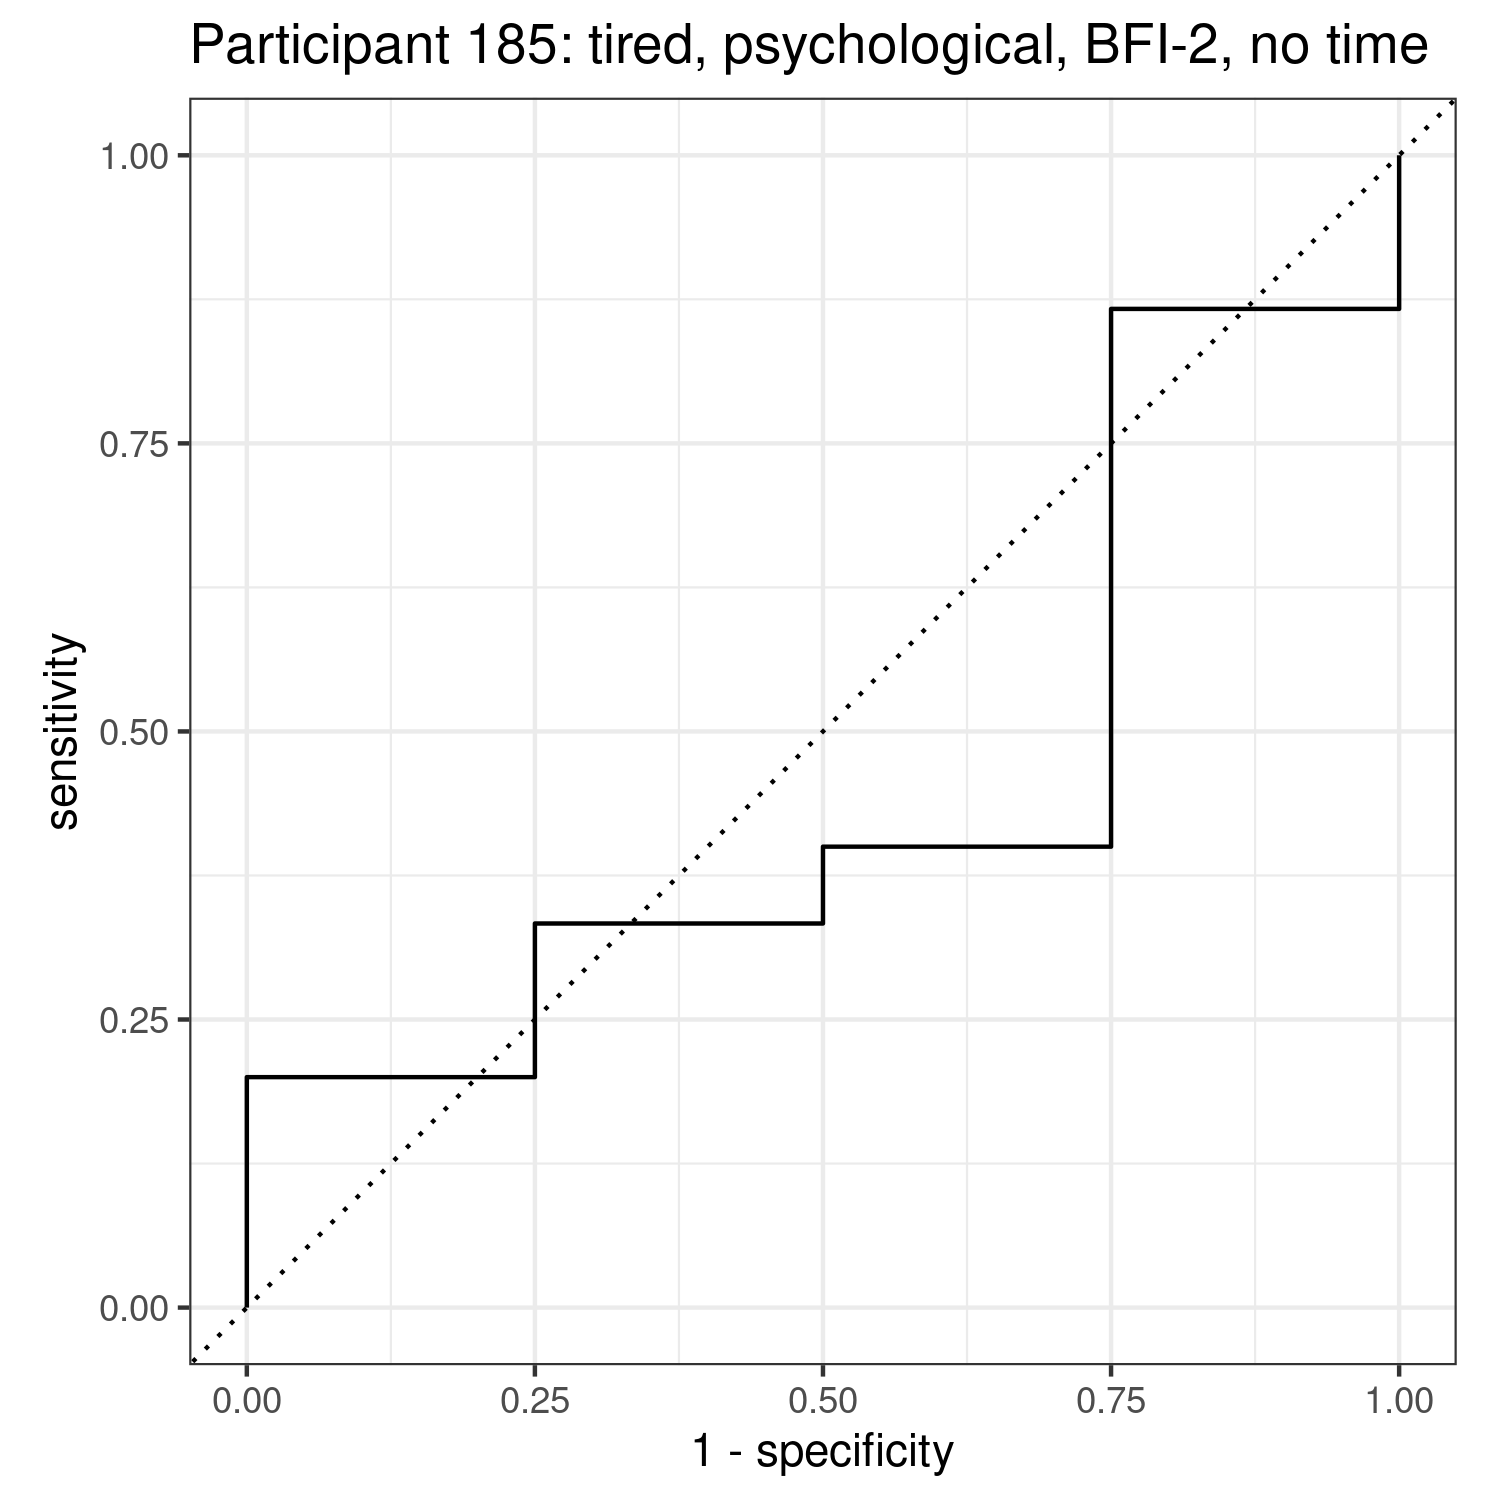 Participant 185: tired, psychological, BFI-2, no time
1.00
0.75
0.50
0.25
0.00
sensitivity
0.00 0.25 0.50 0.75 1.00
1 - specificity